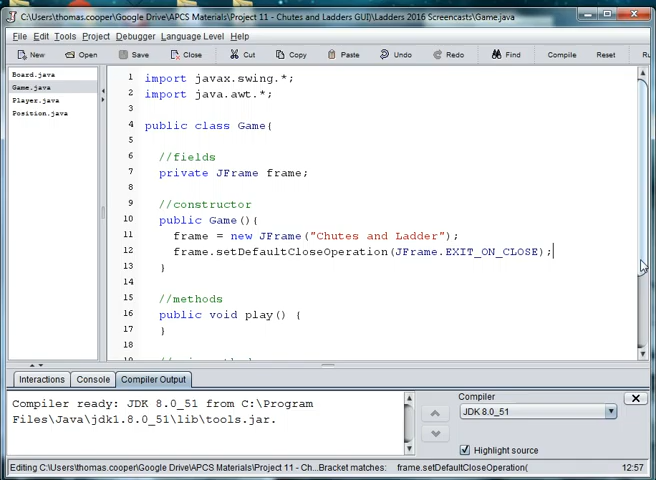 C:\Users\thomas.cooper\Google Drive\APCS Materials\Project 11 - Chutes and Ladders GUI\Ladders 2016 Screencasts\Game.java
File Edit Tools Project Debugger Language Level Help
New Open Save Close Cut Copy Paste Undo Redo Find Compile Reset
Board.java
Game.java
Player.java
Position.java
1 import javax.swing.*;
2 import java.awt.*;
3
4 public class Game{
5
6 //fields
7 private JFrame frame;
8
9 //constructor
10 public Game(){
11 frame = new JFrame("Chutes and Ladder");
12 frame.setDefaultCloseOperation(JFrame.EXIT_ON_CLOSE);
13 }
14
15 //methods
16 public void play() {
17 }
18
Interactions Console Compiler Output
Compiler ready: JDK 8.0_51 from C:\Program
Files\Java\jdk1.8.0_51\lib\tools.jar.
Compiler
JDK 8.0_51
Highlight source
Editing C:\Users\thomas.cooper\Google Drive\APCS Materials\Project 11 - Ch...Bracket matches: frame.setDefaultCloseOperation( 12:57